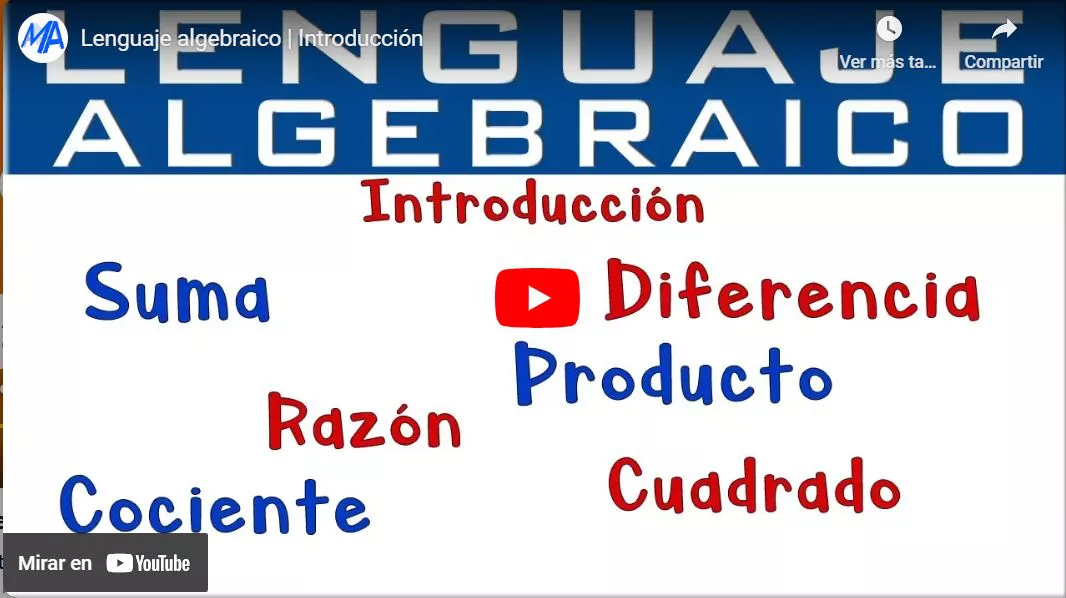 MA
Lenguaje algebraico | Introducción
Ver más ta...
Compartir
LENGUAJE
ALGEBRAICO
Introducción
Suma
Diferencia
Producto
Razón
Cuadrado
Cociente
Mirar en YouTube